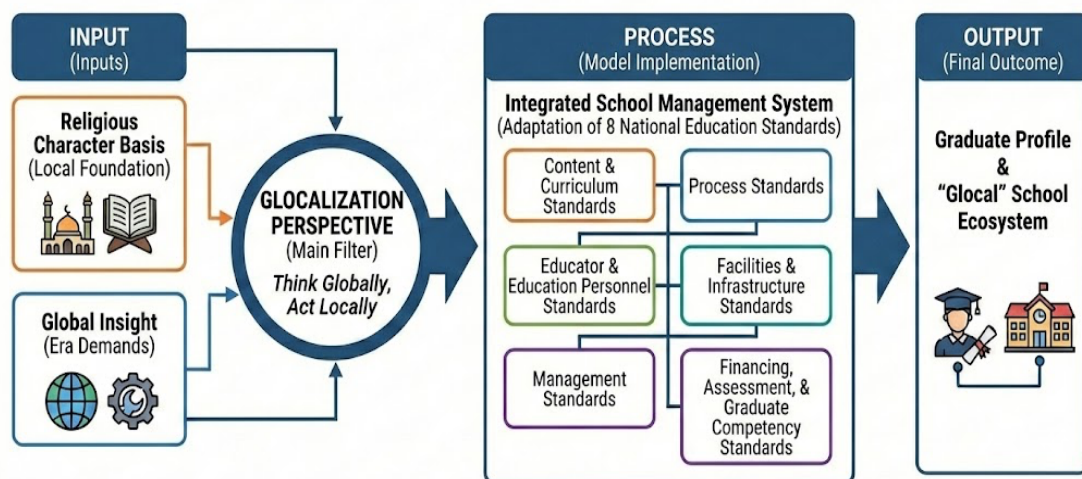 INPUT
(Inputs)
Religious
Character Basis
(Local Foundation)
Global Insight
(Era Demands)
GLOCALIZATION
PERSPECTIVE
(Main Filter)
Think Globally,
Act Locally
PROCESS
(Model Implementation)
Integrated School Management System
(Adaptation of 8 National Education Standards)
Content &
Curriculum
Standards
Process Standards
Educator &
Education Personnel
Standards
Facilities &
Infrastructure
Standards
Management
Standards
Financing,
Assessment, &
Graduate
Competency
Standards
OUTPUT
(Final Outcome)
Graduate Profile
&
“Glocal” School
Ecosystem